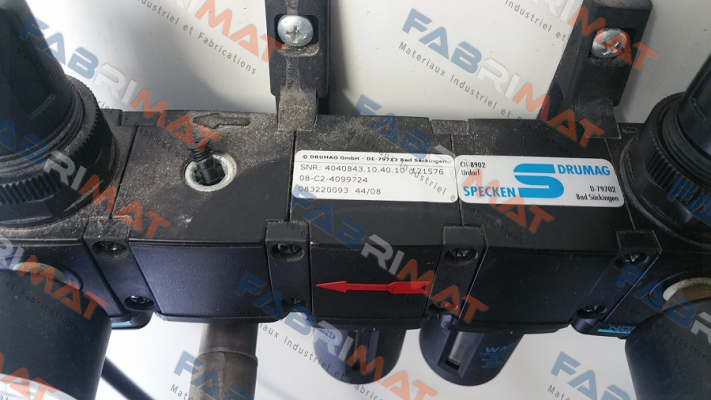 © DRUMAG GmbH - DE-79713 Bad Säckingen
SNR: 4040843.10.40.10.d.21576
08-C2-4099724
083220093 44/08
CH-8902
Urdorf
SPECKEN
DRUMAG
D-79702
Bad Säckingen
FABRIMAT
Materiaux Industriel et Fabrications